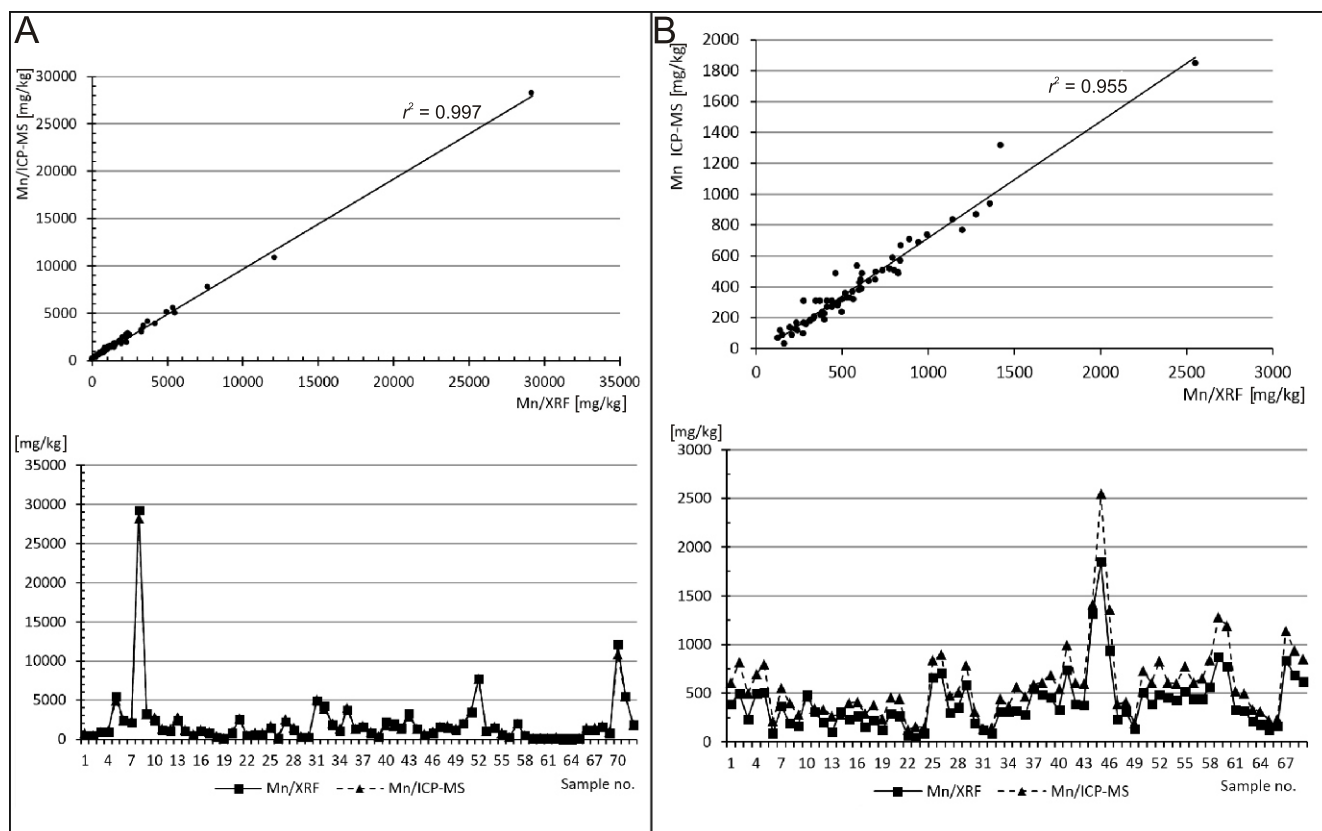 A
Mn/ICP-MS [mg/kg]
30000
25000
20000
15000
10000
5000
0
r² = 0.997
0 5000 10000 15000 20000 25000 30000 35000
Mn/XRF [mg/kg]
[mg/kg]
35000
30000
25000
20000
15000
10000
5000
0
1 4 7 10 13 16 19 22 25 28 31 34 37 40 43 46 49 52 55 58 61 64 67 70
Mn/XRF Mn/ICP-MS Sample no.
B
Mn ICP-MS [mg/kg]
2000
1800
1600
1400
1200
1000
800
600
400
200
0
r² = 0.955
0 500 1000 1500 2000 2500 3000
Mn/XRF [mg/kg]
[mg/kg]
3000
2500
2000
1500
1000
500
0
1 4 7 10 13 16 19 22 25 28 31 34 37 40 43 46 49 52 55 58 61 64 67
Mn/XRF Mn/ICP-MS Sample no.